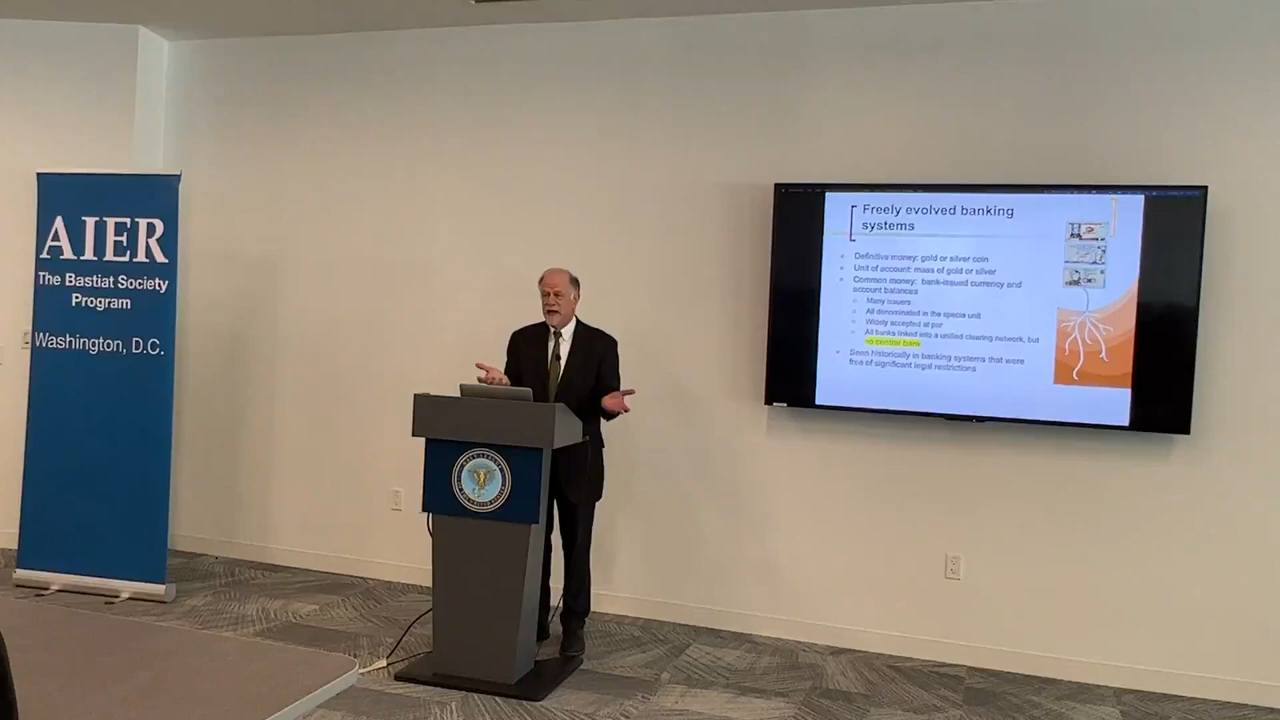 AIER
The Bastiat Society
Program
Washington, D.C.
Freely evolved banking
systems
Definitive money: gold or silver coin
Unit of account: mass of gold or silver
Common money: bank-issued currency and
account balances
Many issuers
All denominated in the specie unit
Widely accepted at par
All banks linked into a unified clearing network, but
no central bank
Seen historically in banking systems that were
free of significant legal restrictions